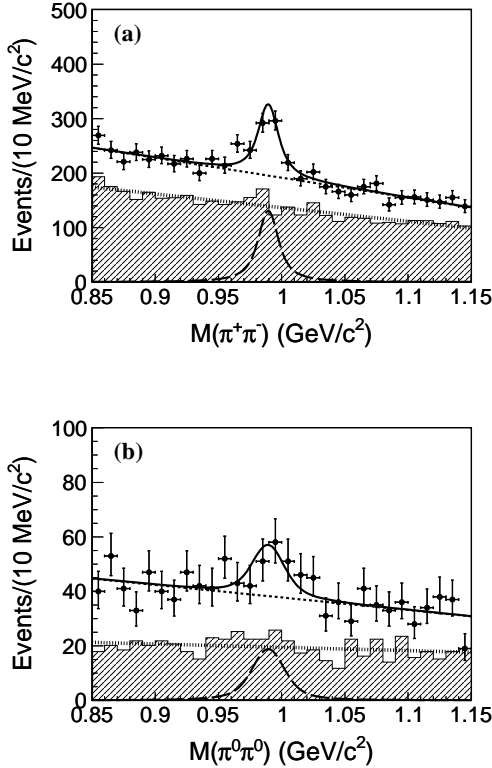 (a)
Events/(10 MeV/c²)
500
400
300
200
100
0
0.85 0.9 0.95 1 1.05 1.1 1.15
M(π⁺π⁻) (GeV/c²)
(b)
Events/(10 MeV/c²)
100
80
60
40
20
0
0.85 0.9 0.95 1 1.05 1.1 1.15
M(π⁰π⁰) (GeV/c²)